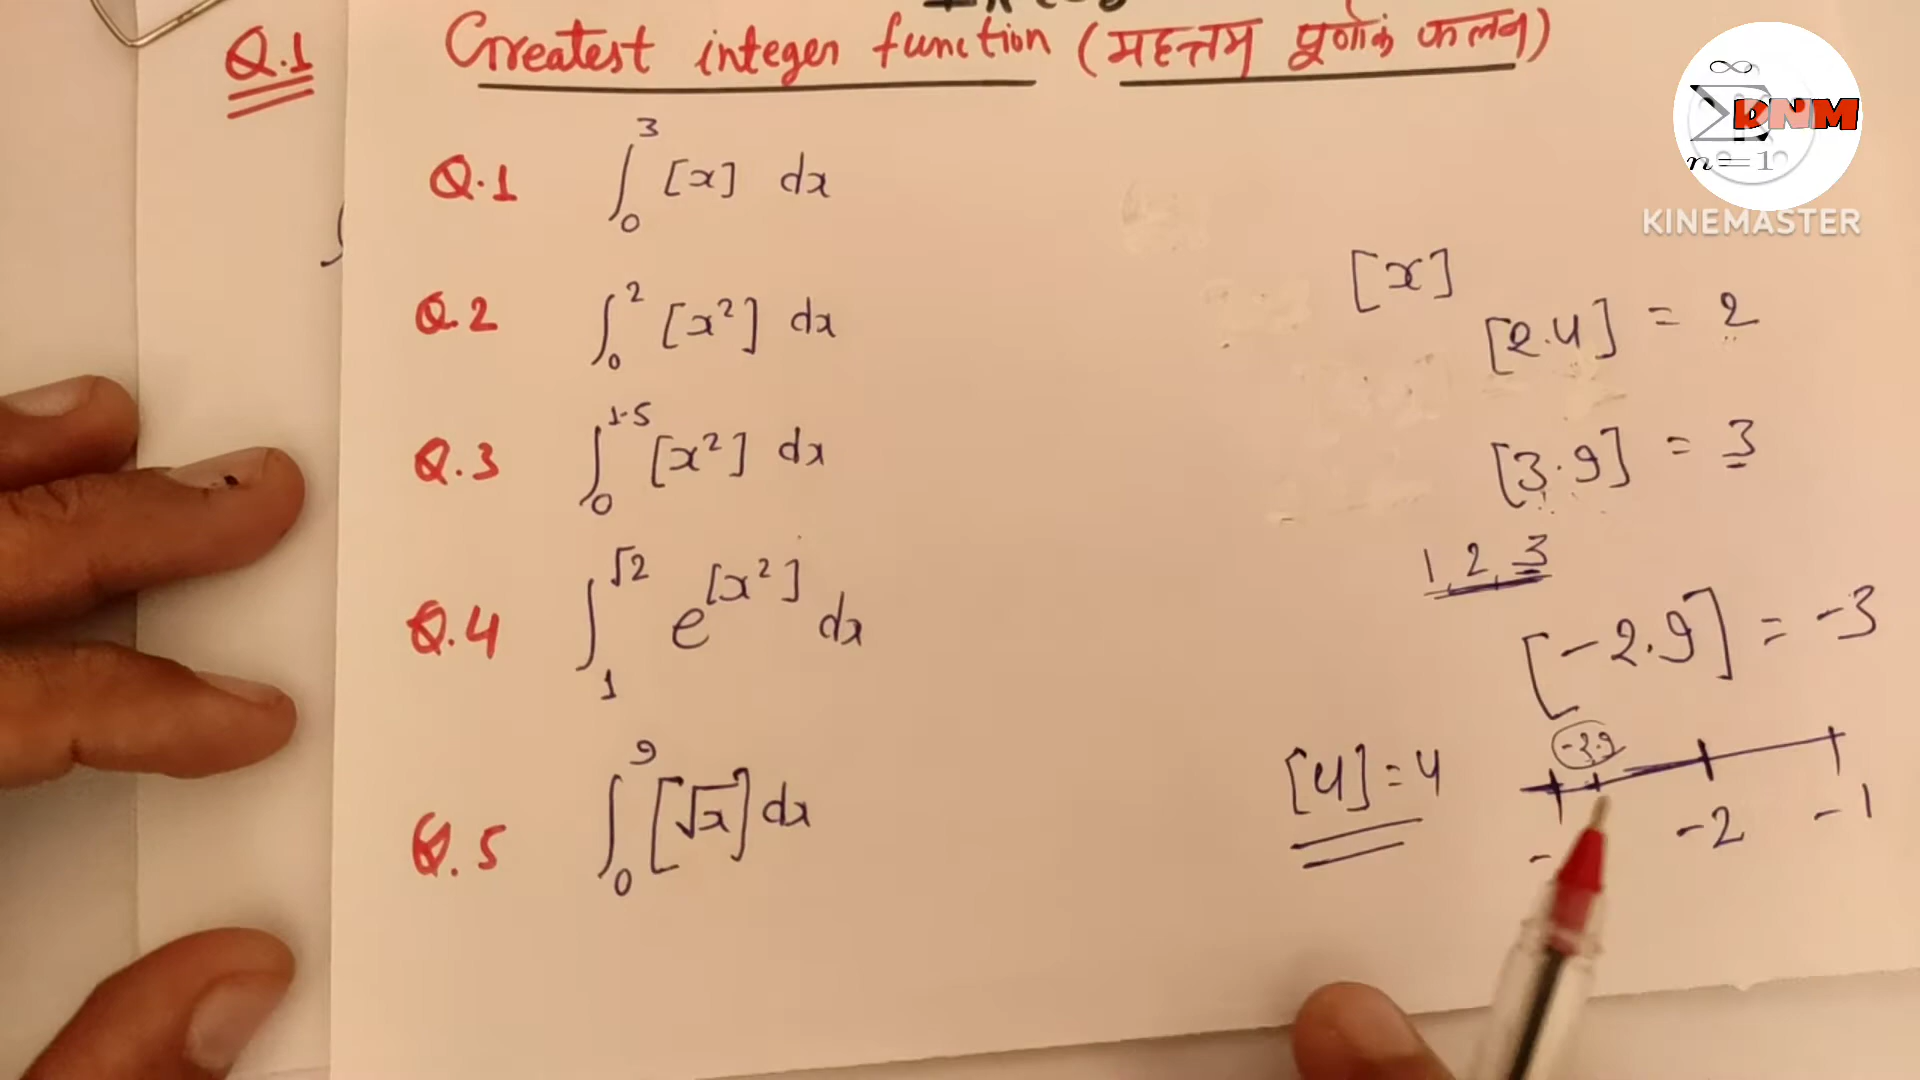 Q.1 Greatest integer function (महत्तम पूर्णांक फलन)
Q.1 ∫₀³ [x] dx
Q.2 ∫₀² [x²] dx
Q.3 ∫₀^1.5 [x²] dx
Q.4 ∫₁^√2 e^[x²] dx
Q.5 ∫₀⁹ [√x] dx
[x]
[2.4] = 2
[3.9] = 3
1, 2, 3
[-2.9] = -3
[4] = 4
-2 -1
∞
Σ DNM
n=1
KINEMASTER